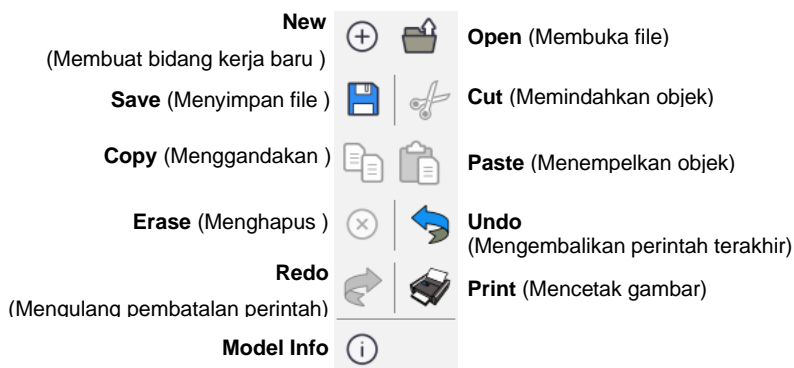 New
(Membuat bidang kerja baru )
Open (Membuka file)
Save (Menyimpan file )
Cut (Memindahkan objek)
Copy (Menggandakan )
Paste (Menempelkan objek)
Erase (Menghapus )
Undo
(Mengembalikan perintah terakhir)
Redo
(Mengulang pembatalan perintah)
Print (Mencetak gambar)
Model Info